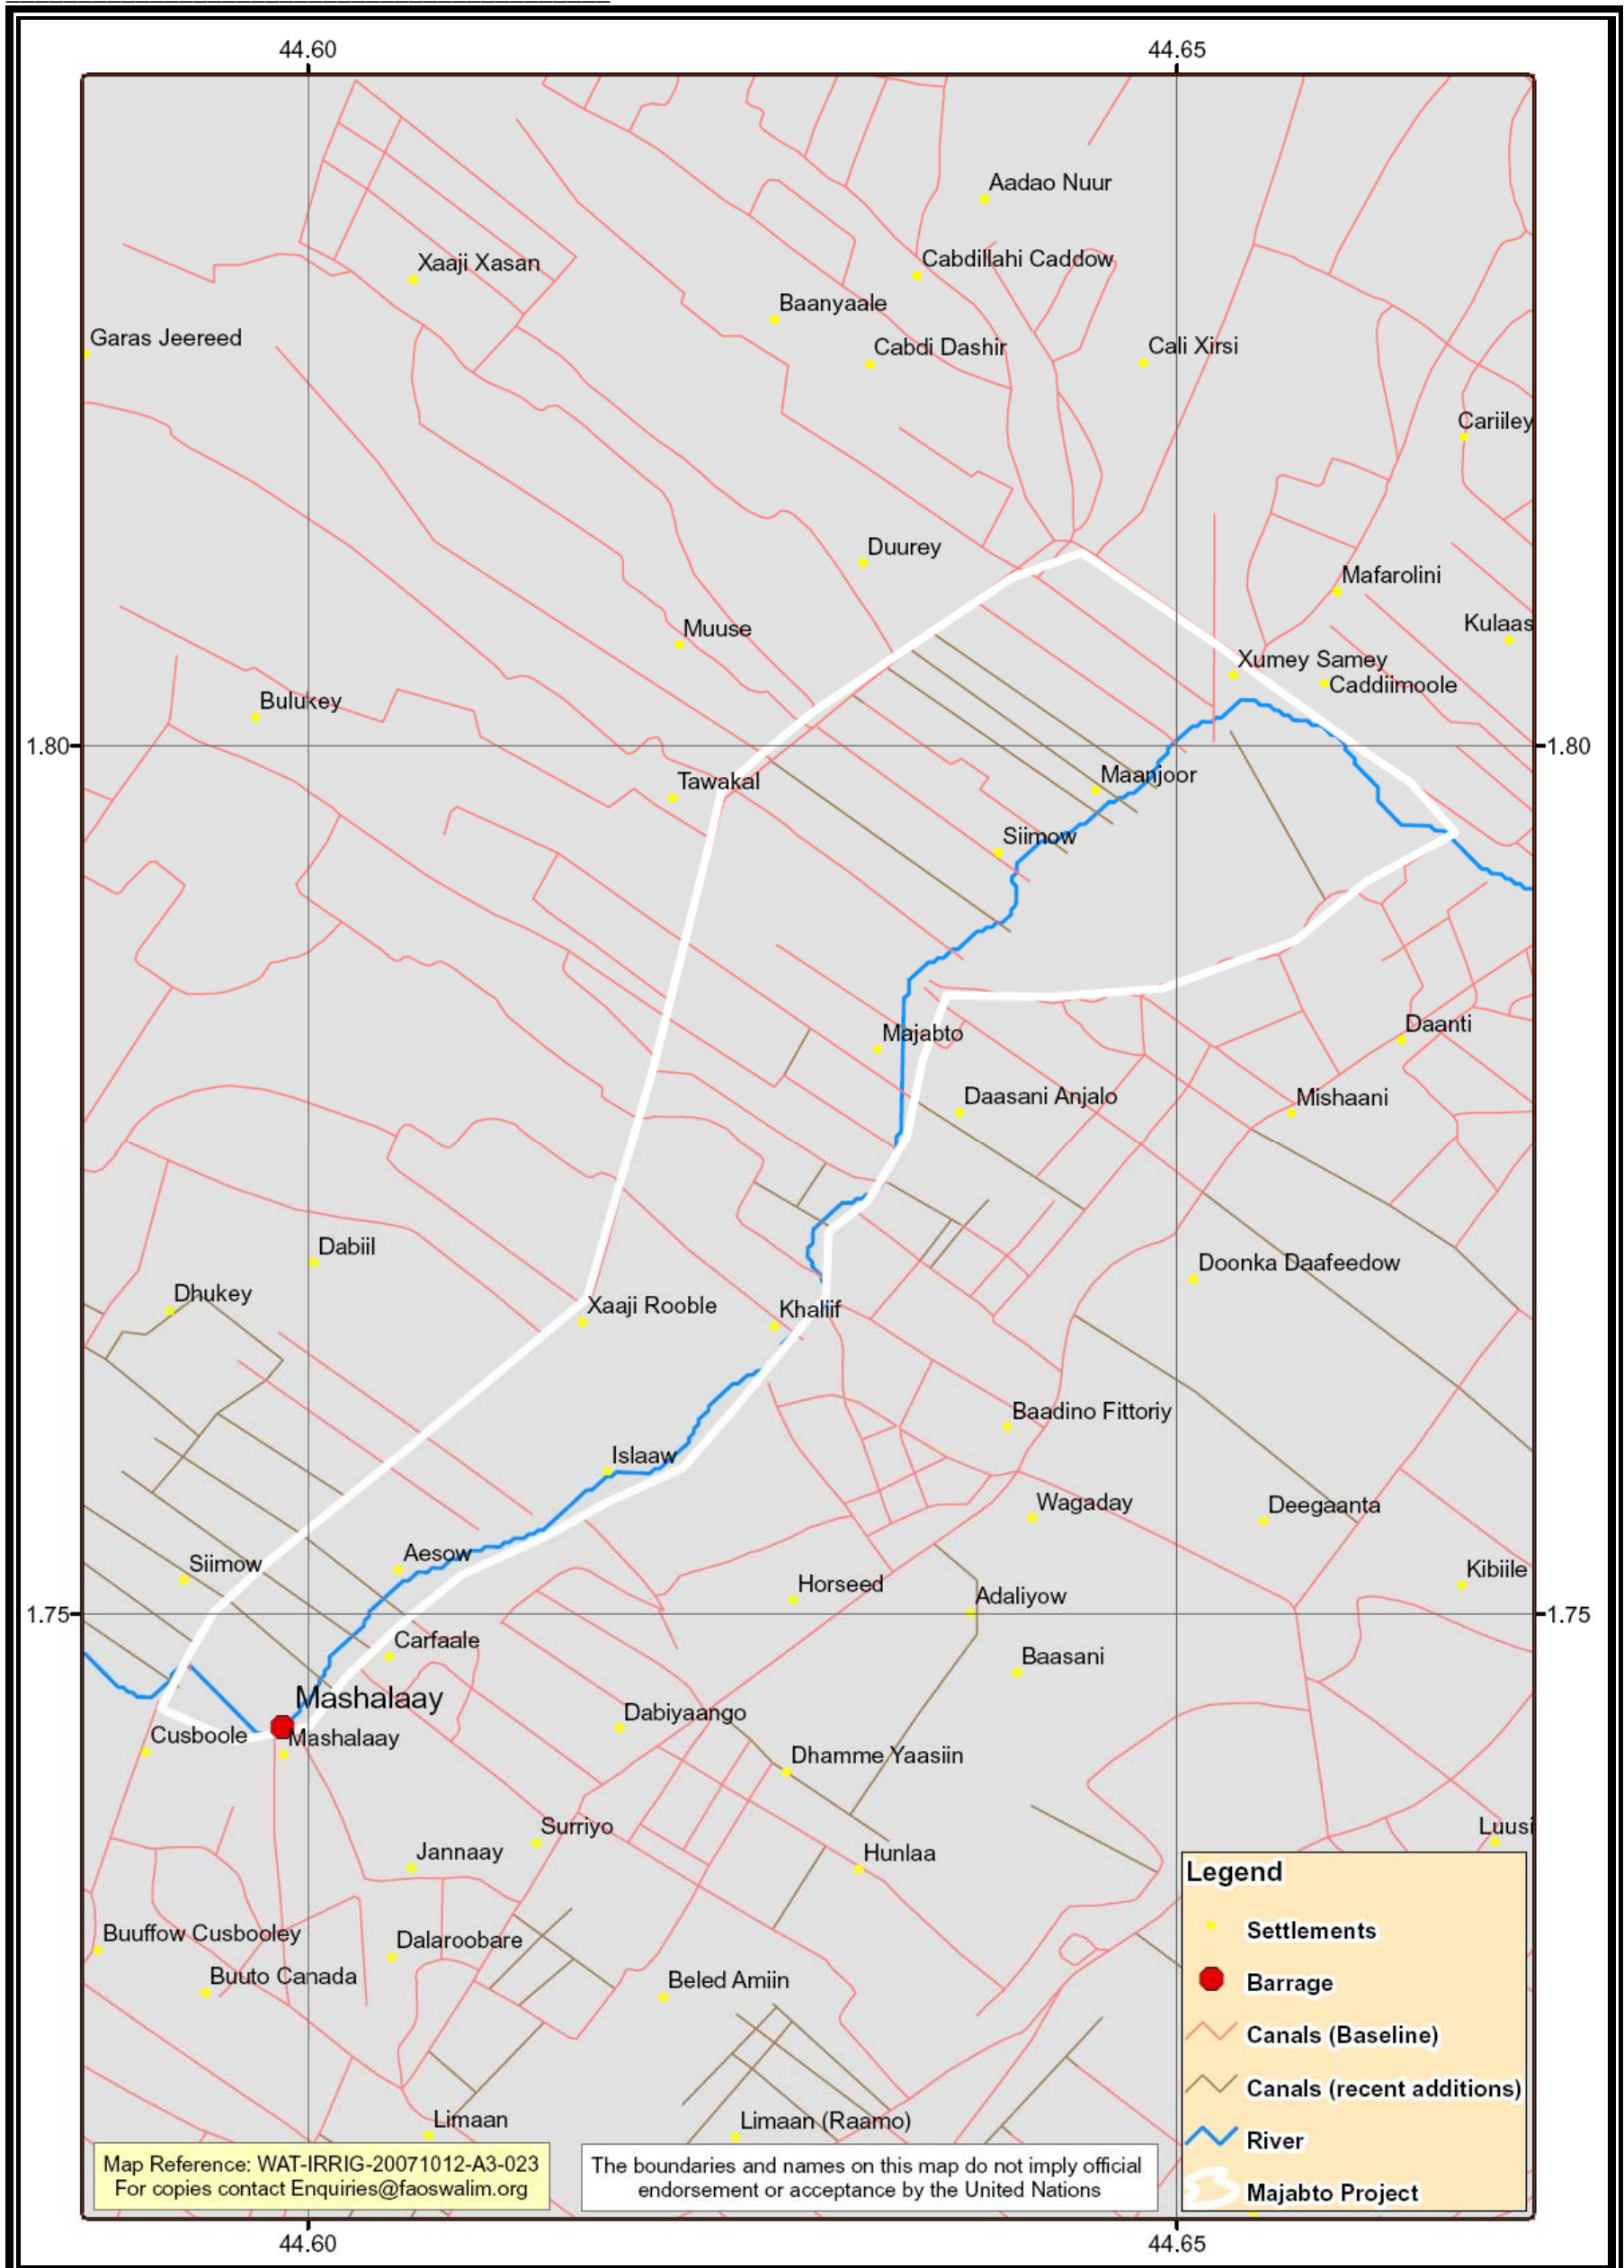 44.60
44.65
Aadao Nuur
Cabdillahi Caddow
Xaaji Xasan
Baanyaale
Garas Jeereed
Cabdi Dashir
Cali Xirsi
Cariiley
Duurey
Mafarolini
Kulaas
Muuse
Xumey Samey
Caddiimoole
Bulukey
1.80
1.80
Tawakal
Maanjoor
Siimow
Majabto
Daanti
Daasani Anjalo
Mishaani
Dabiil
Doonka Daafeedow
Dhukey
Xaaji Rooble
Khaliif
Baadino Fittoriy
Islaaw
Wagaday
Deegaanta
Siimow
Aesow
Horseed
Adaliyow
Kibiile
1.75
1.75
Carfaale
Baasani
Mashalaay
Dabiyaango
Cusboole
Mashalaay
Dhamme Yaasiin
Surriyo
Luusi
Jannaay
Hunlaa
Buuffow Cusbooley
Dalaroobare
Buuto Canada
Beled Amiin
Limaan
Limaan (Raamo)
Legend
Settlements
Barrage
Canals (Baseline)
Canals (recent additions)
River
Majabto Project
Map Reference: WAT-IRRIG-20071012-A3-023
For copies contact Enquiries@faoswalim.org
The boundaries and names on this map do not imply official
endorsement or acceptance by the United Nations
44.60
44.65